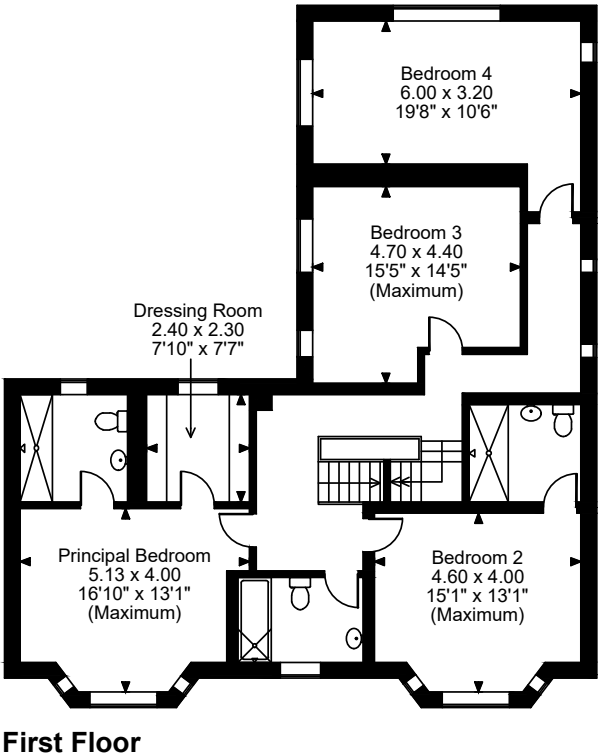 Bedroom 4
6.00 x 3.20
19'8" x 10'6"
Bedroom 3
4.70 x 4.40
15'5" x 14'5"
(Maximum)
Dressing Room
2.40 x 2.30
7'10" x 7'7"
Principal Bedroom
5.13 x 4.00
16'10" x 13'1"
(Maximum)
Bedroom 2
4.60 x 4.00
15'1" x 13'1"
(Maximum)
First Floor